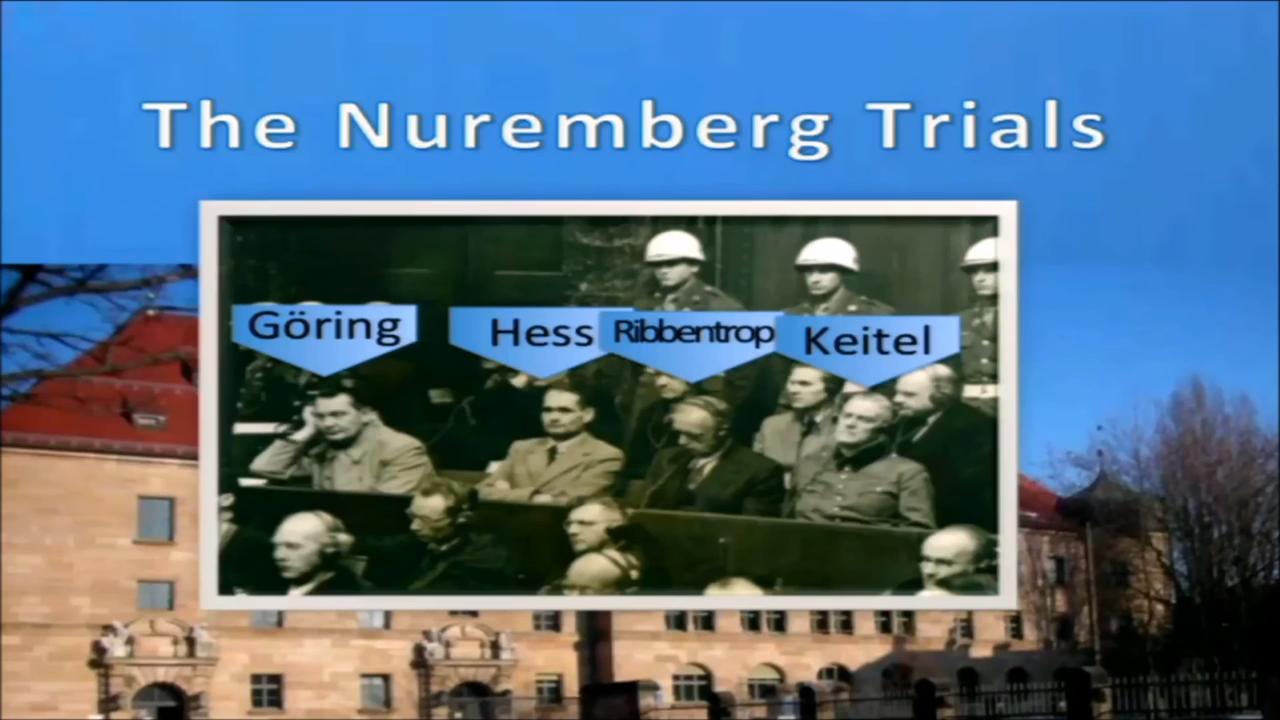 The Nuremberg Trials
Göring
Hess
Ribbentrop
Keitel